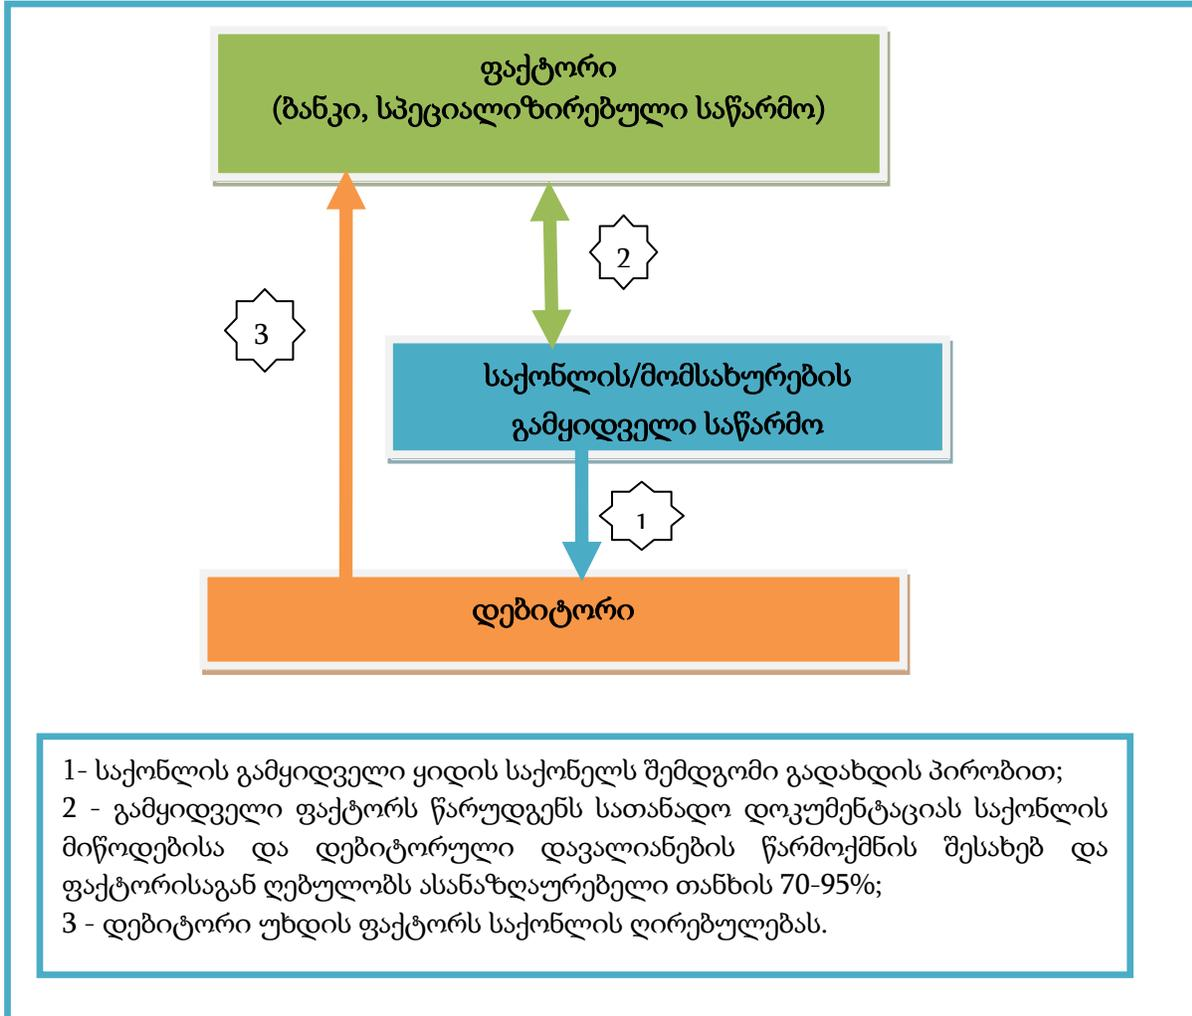 ფაქტორი
(ბანკი, სპეციალიზირებული საწარმო)
2
3
საქონლის/მომსახურების
გამყიდველი საწარმო
1
დებიტორი
1- საქონლის გამყიდველი ყიდის საქონელს შემდგომი გადახდის პირობით;
2 - გამყიდველი ფაქტორს წარუდგენს სათანადო დოკუმენტაციას საქონლის
მიწოდებისა და დებიტორული დავალიანების წარმოქმნის შესახებ და
ფაქტორისაგან ღებულობს ასანაზღაურებელი თანხის 70-95%;
3 - დებიტორი უხდის ფაქტორს საქონლის ღირებულებას.